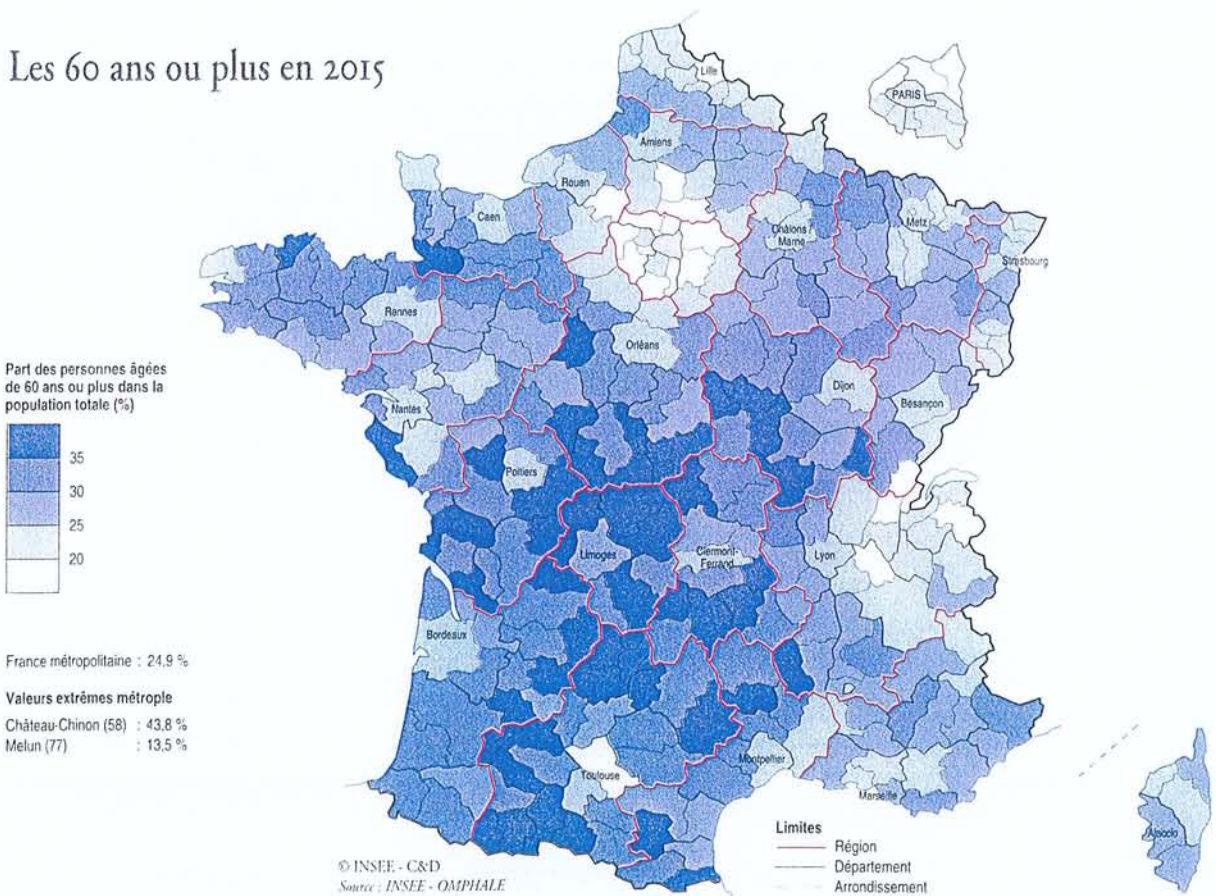 Les 60 ans ou plus en 2015
Lille
PARIS
Amiens
Rouen
Caen
Metz
Châlons /
Marne
Strasbourg
Rennes
Orléans
Part des personnes âgées
de 60 ans ou plus dans la
population totale (%)
35
30
25
20
Dijon
Besançon
Nantes
Poitiers
Limoges
Clermont-
Ferrand
Lyon
Bordeaux
France métropolitaine : 24,9 %
Valeurs extrêmes métrople
Château-Chinon (58) : 43,8 %
Melun (77) : 13,5 %
Toulouse
Montpellier
Marseille
Ajaccio
Limites
Région
Département
Arrondissement
© INSEE - C&D
Source : INSEE - OMPHALE